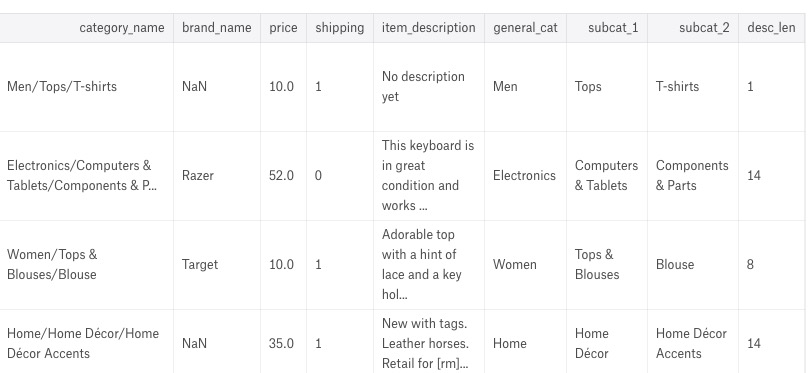 category_name brand_name price shipping item_description general_cat subcat_1 subcat_2 desc_len
Men/Tops/T-shirts NaN 10.0 1 No description Men Tops T-shirts 1
yet
This keyboard is
Electronics/Computers & in great Computers Components
Tablets/Components & P... Razer 52.0 0 condition and Electronics & Tablets & Parts 14
works ...
Adorable top
Women/Tops & with a hint of Tops &
Blouses/Blouse Target 10.0 1 lace and a key Women Blouses Blouse 8
hol...
New with tags.
Home/Home Décor/Home Leather horses. Home Home Décor
Décor Accents NaN 35.0 1 Retail for [rm]... Home Décor Accents 14